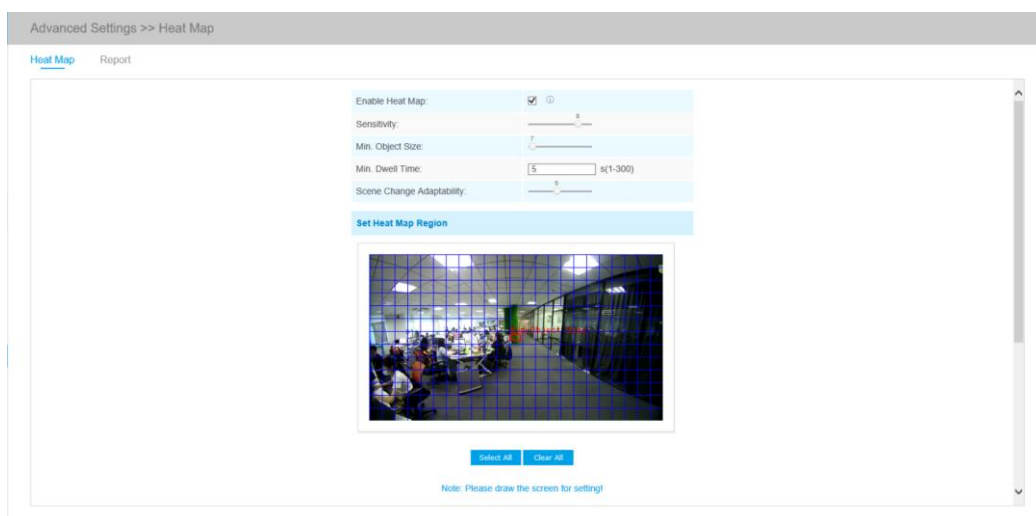 Advanced Settings >> Heat Map
Heat Map Report
Enable Heat Map:
Sensitivity:
Min. Object Size:
Min. Dwell Time: 5 s(1-300)
Scene Change Adaptability:
Set Heat Map Region
Select All Clear All
Note: Please draw the screen for setting!